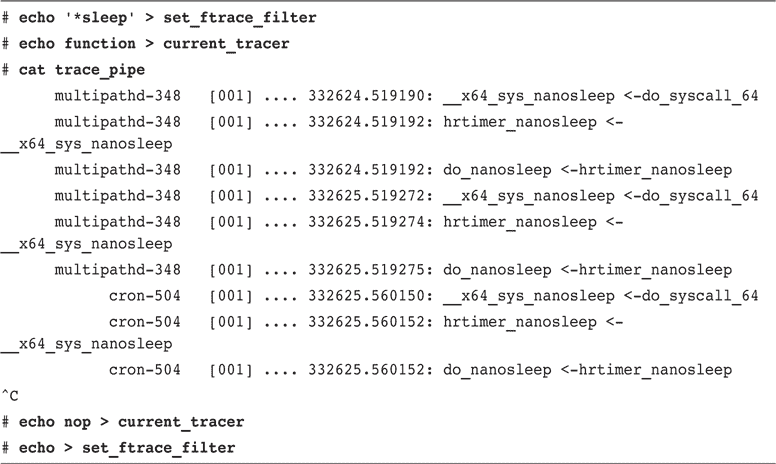 # echo '*sleep' > set_ftrace_filter
# echo function > current_tracer
# cat trace_pipe
      multipathd-348   [001] .... 332624.519190: __x64_sys_nanosleep <-do_syscall_64
      multipathd-348   [001] .... 332624.519192: hrtimer_nanosleep <-
__x64_sys_nanosleep
      multipathd-348   [001] .... 332624.519192: do_nanosleep <-hrtimer_nanosleep
      multipathd-348   [001] .... 332625.519272: __x64_sys_nanosleep <-do_syscall_64
      multipathd-348   [001] .... 332625.519274: hrtimer_nanosleep <-
__x64_sys_nanosleep
      multipathd-348   [001] .... 332625.519275: do_nanosleep <-hrtimer_nanosleep
            cron-504   [001] .... 332625.560150: __x64_sys_nanosleep <-do_syscall_64
            cron-504   [001] .... 332625.560152: hrtimer_nanosleep <-
__x64_sys_nanosleep
            cron-504   [001] .... 332625.560152: do_nanosleep <-hrtimer_nanosleep
^C
# echo nop > current_tracer
# echo > set_ftrace_filter